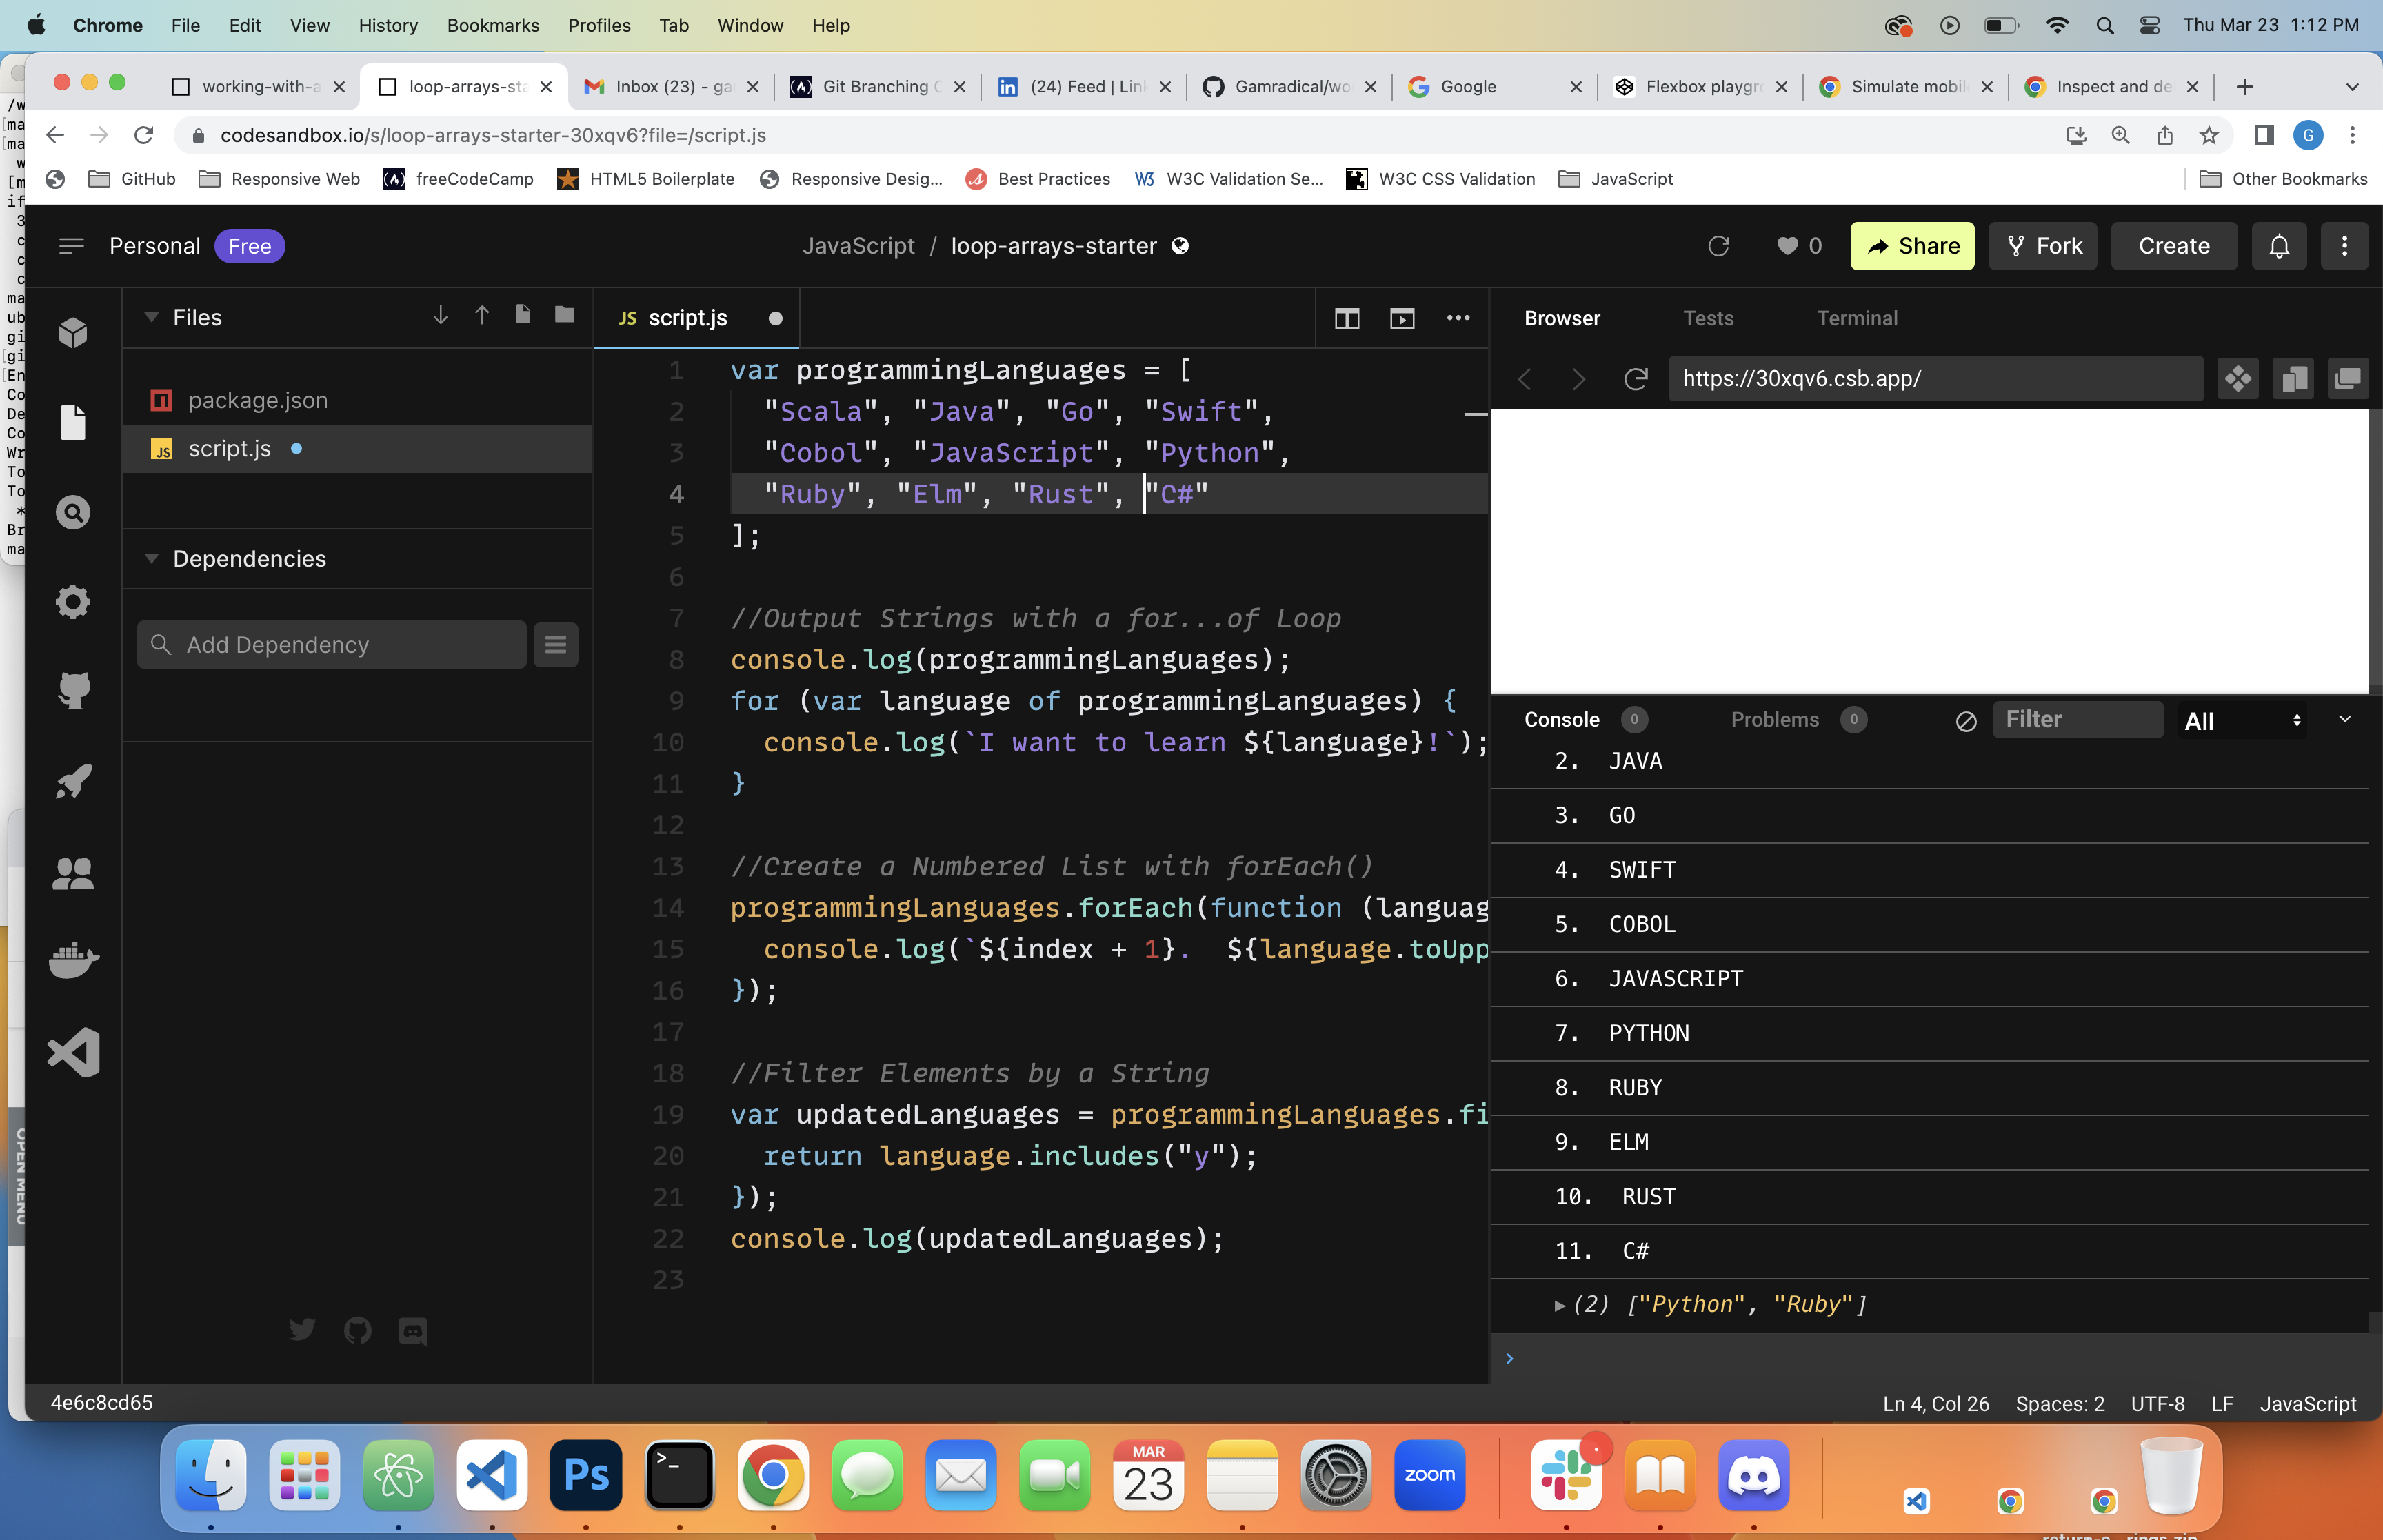 Chrome File Edit View History Bookmarks Profiles Tab Window Help Thu Mar 23 1:12 PM
working-with-a loop-arrays-sta Inbox (23) - ga Git Branching (24) Feed | Lin Gamradical/wo Google Flexbox playgr Simulate mobil Inspect and de
codesandbox.io/s/loop-arrays-starter-30xqv6?file=/script.js G
GitHub Responsive Web freeCodeCamp HTML5 Boilerplate Responsive Desig... Best Practices W3 W3C Validation Se... W3C CSS Validation JavaScript Other Bookmarks
Personal Free JavaScript / loop-arrays-starter 0 Share Fork Create
Files
package.json
JS script.js
Dependencies
Add Dependency
JS script.js
1 var programmingLanguages = [
2 "Scala", "Java", "Go", "Swift",
3 "Cobol", "JavaScript", "Python",
4 "Ruby", "Elm", "Rust", "C#"
5 ];
6
7 //Output Strings with a for...of Loop
8 console.log(programmingLanguages);
9 for (var language of programmingLanguages) {
10 console.log(`I want to learn ${language}!`);
11 }
12
13 //Create a Numbered List with forEach()
14 programmingLanguages.forEach(function (languag
15 console.log(`${index + 1}.  ${language.toUpp
16 });
17
18 //Filter Elements by a String
19 var updatedLanguages = programmingLanguages.fi
20 return language.includes("y");
21 });
22 console.log(updatedLanguages);
23
Browser Tests Terminal
https://30xqv6.csb.app/
Console 0 Problems 0 Filter All
2. JAVA
3. GO
4. SWIFT
5. COBOL
6. JAVASCRIPT
7. PYTHON
8. RUBY
9. ELM
10. RUST
11. C#
(2) ["Python", "Ruby"]
4e6c8cd65 Ln 4, Col 26 Spaces: 2 UTF-8 LF JavaScript
OPEN MENU
Ps
MAR
23
zoom